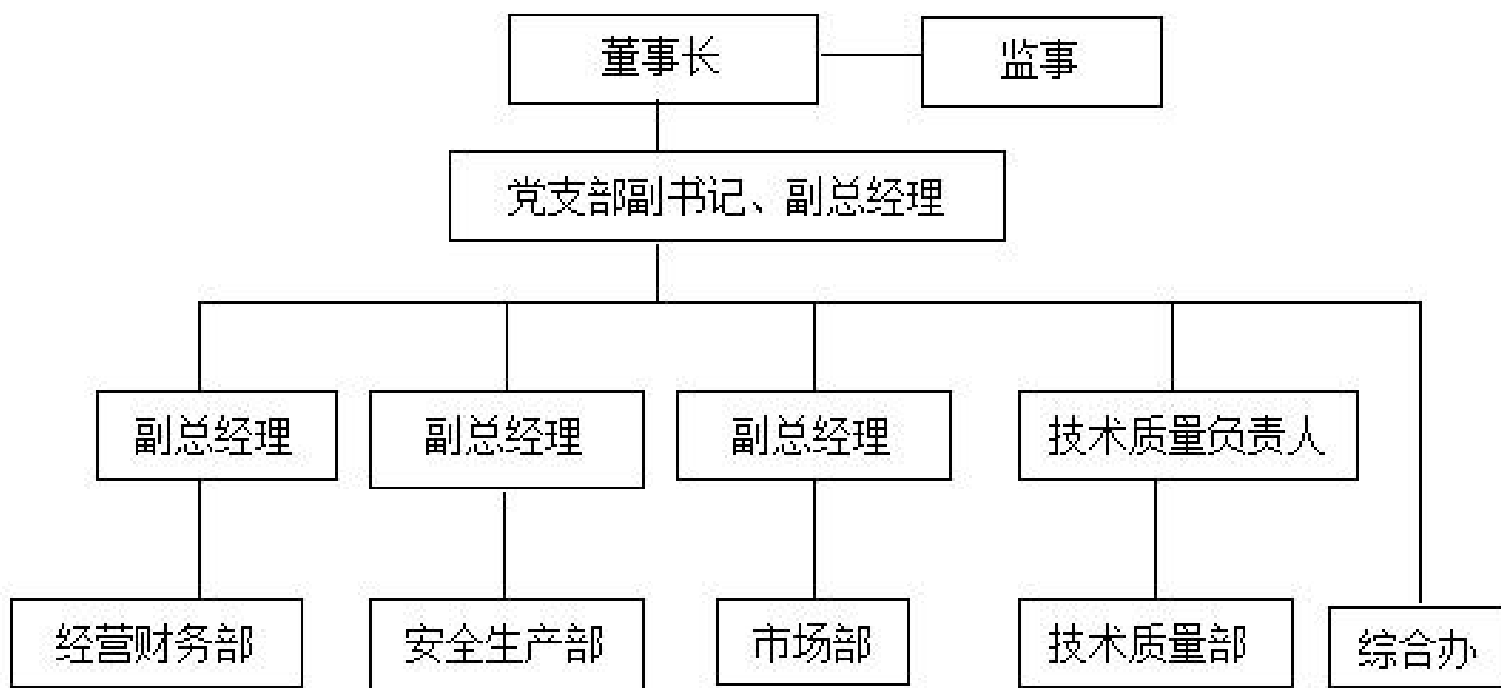 董事长
监事
党支部副书记、副总经理
副总经理
副总经理
副总经理
技术质量负责人
经营财务部
安全生产部
市场部
技术质量部
综合办